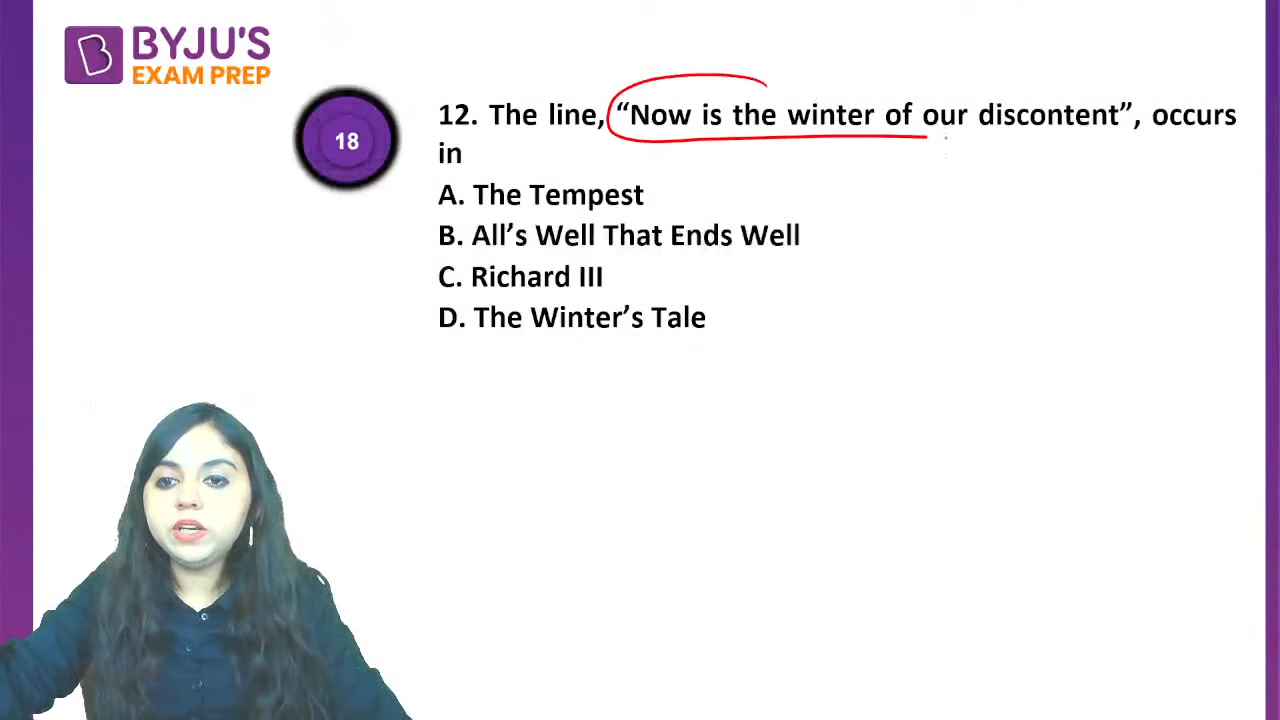 BYJU'S
EXAM PREP
18
12. The line, “Now is the winter of our discontent”, occurs
in
A. The Tempest
B. All’s Well That Ends Well
C. Richard III
D. The Winter’s Tale